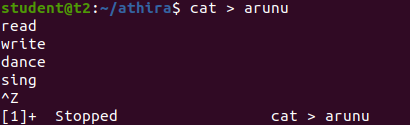 student@t2:~/athira$ cat > arunu
read
write
dance
sing
^Z
[1]+  Stopped                 cat > arunu